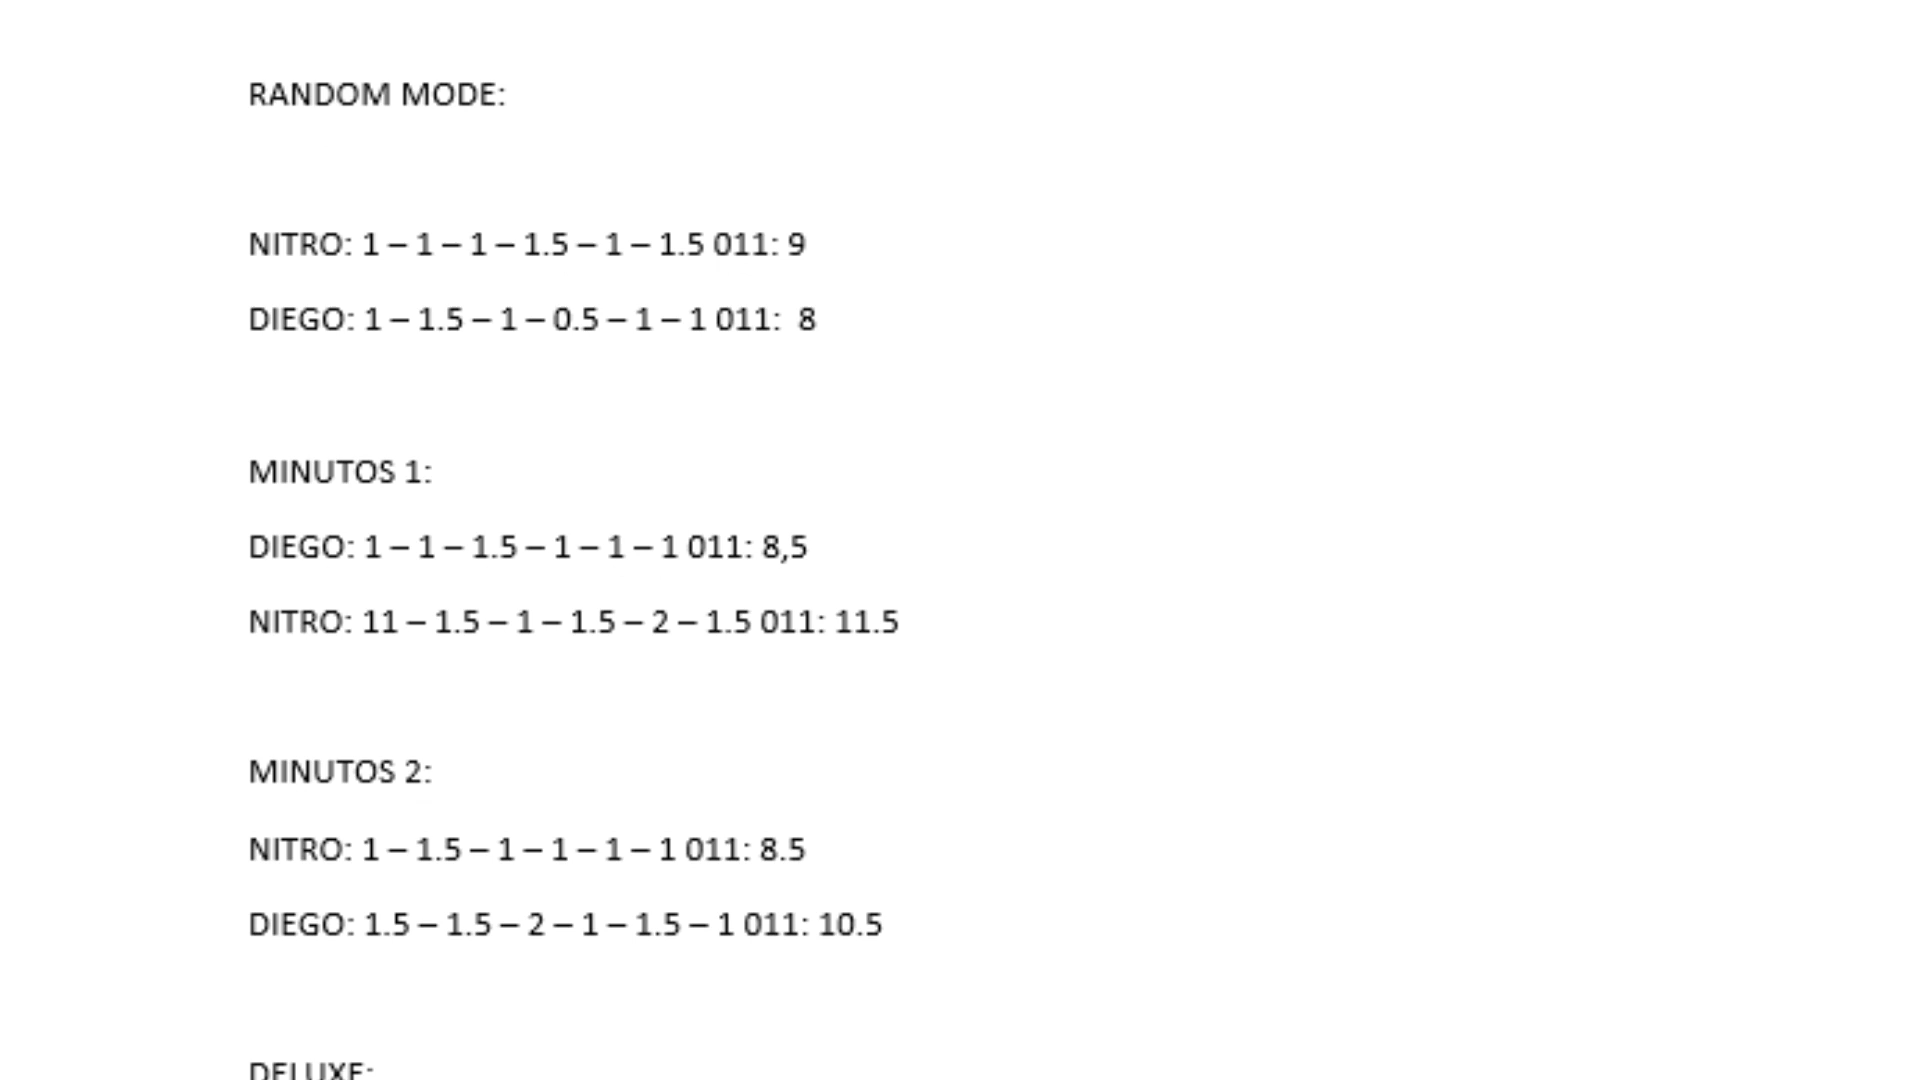 RANDOM MODE:
NITRO: 1 – 1 – 1 – 1.5 – 1 – 1.5 011: 9
DIEGO: 1 – 1.5 – 1 – 0.5 – 1 – 1 011:  8
MINUTOS 1:
DIEGO: 1 – 1 – 1.5 – 1 – 1 – 1 011: 8,5
NITRO: 11 – 1.5 – 1 – 1.5 – 2 – 1.5 011: 11.5
MINUTOS 2:
NITRO: 1 – 1.5 – 1 – 1 – 1 – 1 011: 8.5
DIEGO: 1.5 – 1.5 – 2 – 1 – 1.5 – 1 011: 10.5
DELUXE: